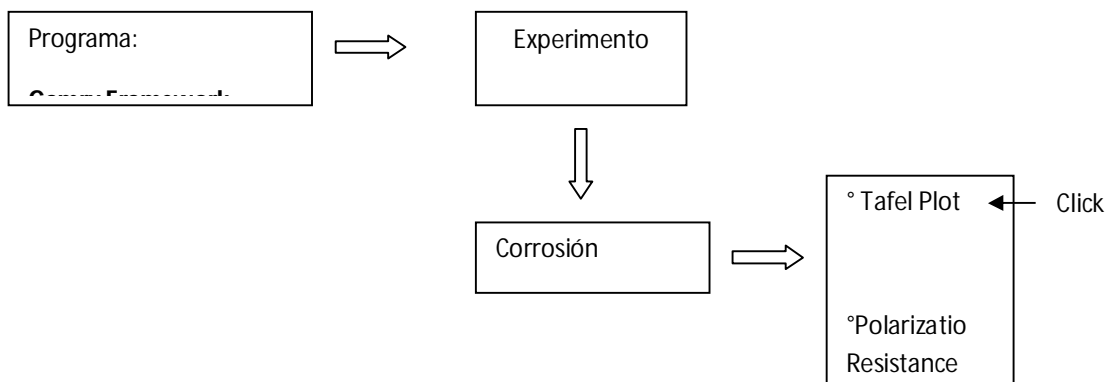 Programa:
Experimento
Corrosión
° Tafel Plot
Click
°Polarizatio
Resistance